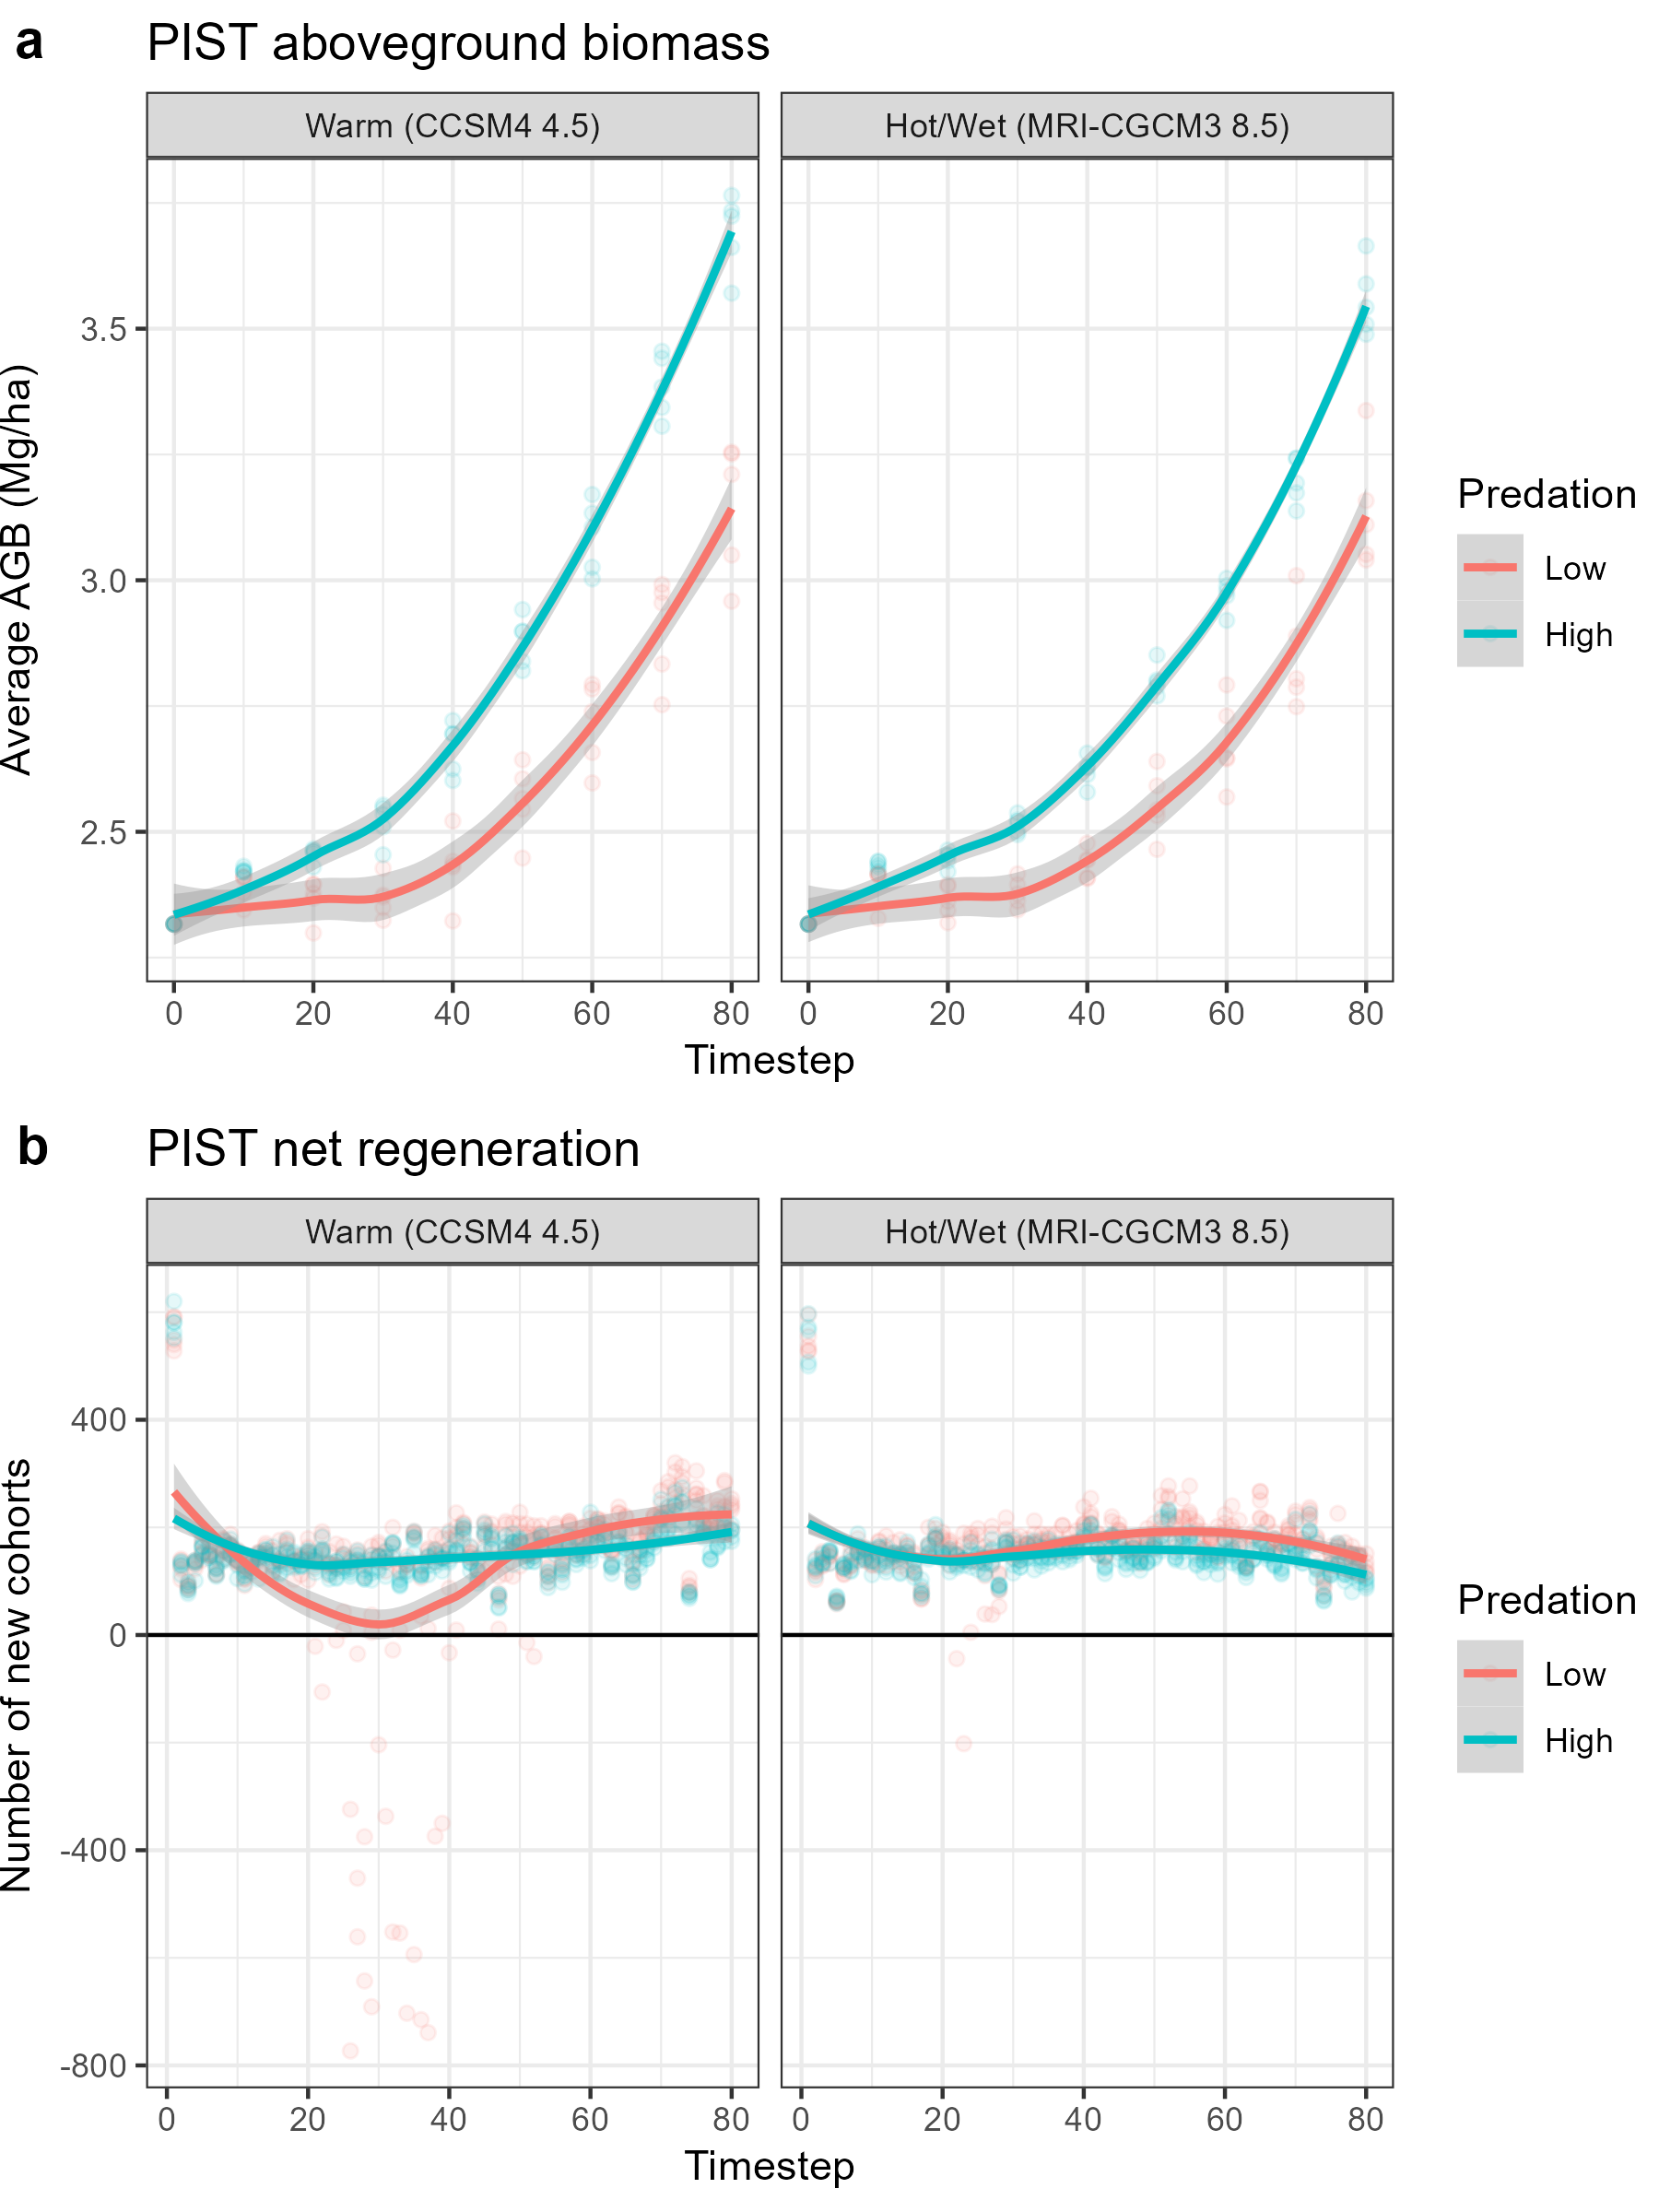 a PIST aboveground biomass
Warm (CCSM4 4.5) Hot/Wet (MRI-CGCM3 8.5)
Average AGB (Mg/ha)
3.5
3.0
2.5
0 20 40 60 80 0 20 40 60 80
Timestep
Predation
Low
High
b PIST net regeneration
Warm (CCSM4 4.5) Hot/Wet (MRI-CGCM3 8.5)
Number of new cohorts
400
0
-400
-800
0 20 40 60 80 0 20 40 60 80
Timestep
Predation
Low
High